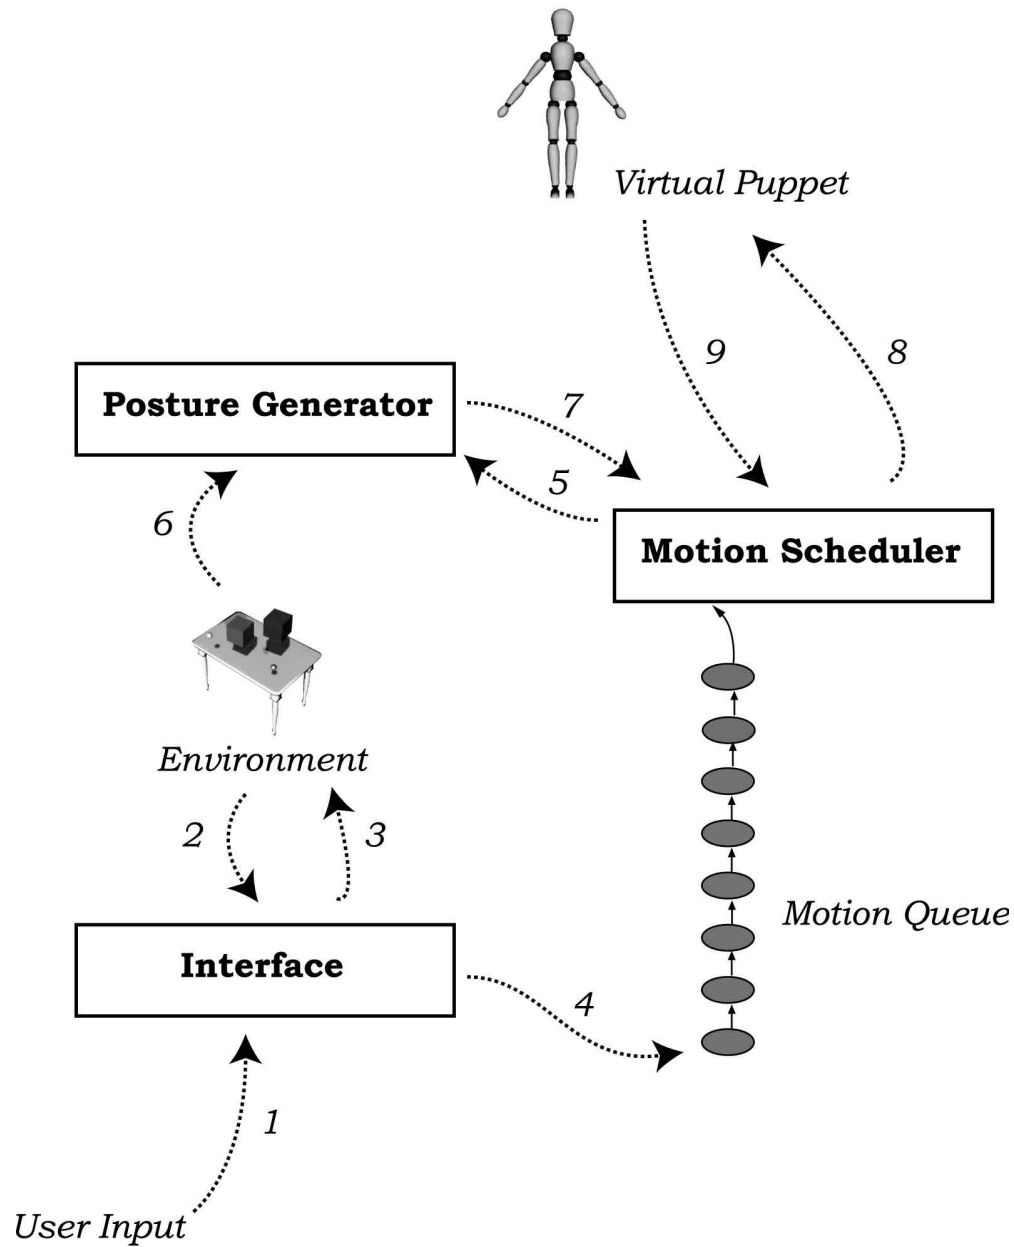 Virtual Puppet
9
8
Posture Generator
7
5
6
Motion Scheduler
Environment
2
3
Motion Queue
Interface
4
1
User Input